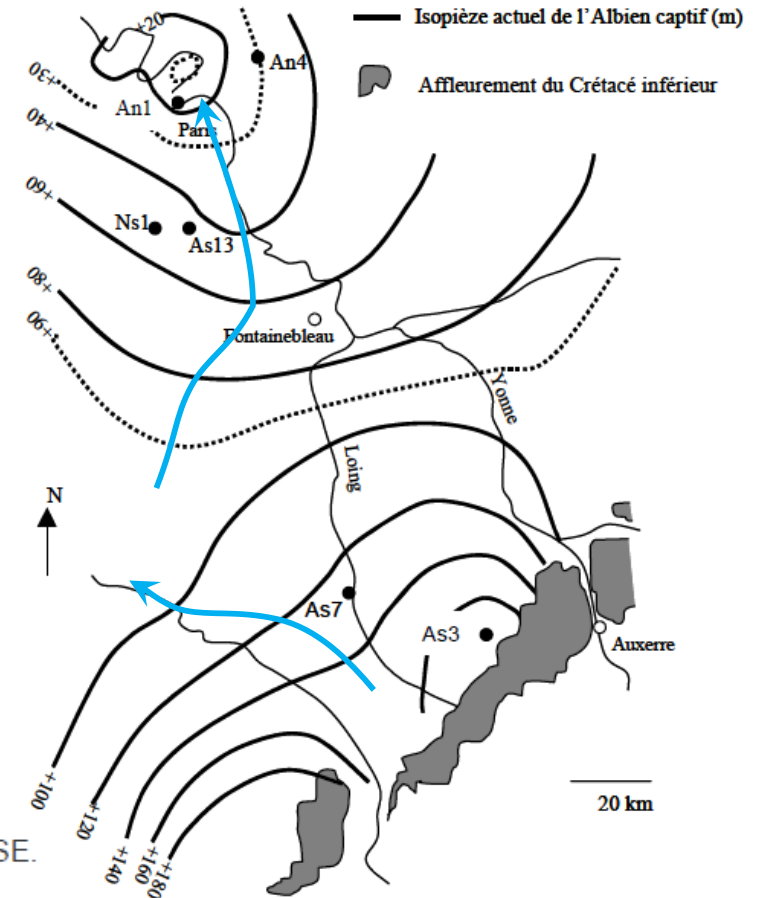 Isopièze actuel de l'Albien captif (m)
Affleurement du Crétacé inférieur
+20
An4
+30
An1
Paris
+40
+60
Ns1
As13
+80
Fontainebleau
+90
Yonne
Loing
N
As7
As3
Auxerre
+100
20 km
+120
+140
+160
+180
SE.